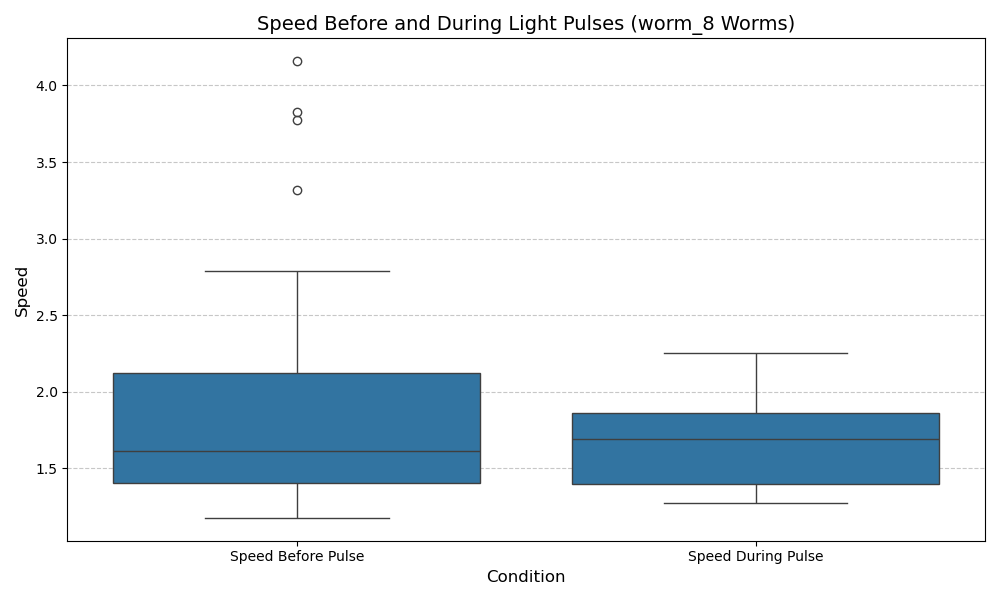 Speed Before and During Light Pulses (worm_8 Worms)
Speed
4.0
3.5
3.0
2.5
2.0
1.5
Speed Before Pulse
Speed During Pulse
Condition